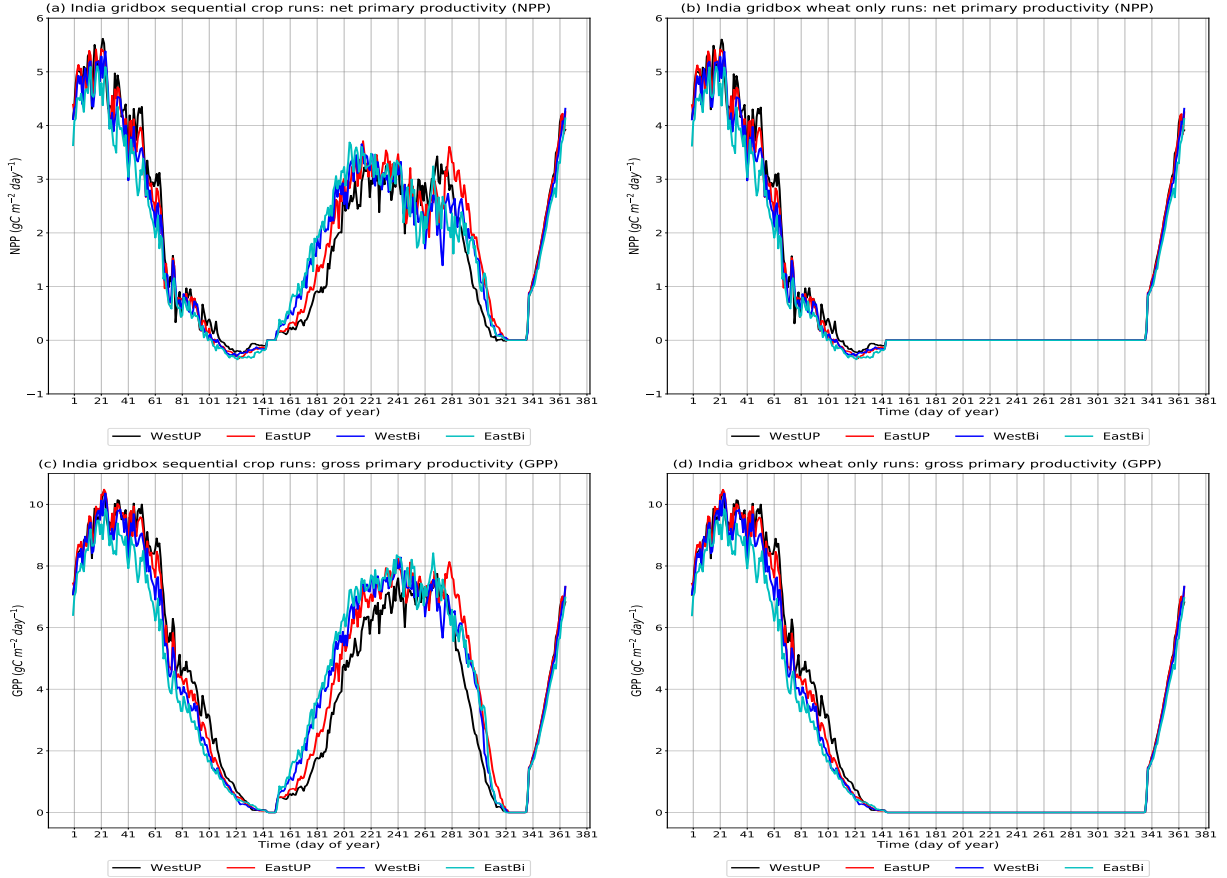 (a) India gridbox sequential crop runs: net primary productivity (NPP)
6
5
4
3
2
1
0
−1
NPP (gC m⁻² day⁻¹)
1 21 41 61 81 101 121 141 161 181 201 221 241 261 281 301 321 341 361 381
Time (day of year)
WestUP EastUP WestBi EastBi
(b) India gridbox wheat only runs: net primary productivity (NPP)
6
5
4
3
2
1
0
−1
NPP (gC m⁻² day⁻¹)
1 21 41 61 81 101 121 141 161 181 201 221 241 261 281 301 321 341 361 381
Time (day of year)
WestUP EastUP WestBi EastBi
(c) India gridbox sequential crop runs: gross primary productivity (GPP)
10
8
6
4
2
0
GPP (gC m⁻² day⁻¹)
1 21 41 61 81 101 121 141 161 181 201 221 241 261 281 301 321 341 361 381
Time (day of year)
WestUP EastUP WestBi EastBi
(d) India gridbox wheat only runs: gross primary productivity (GPP)
10
8
6
4
2
0
GPP (gC m⁻² day⁻¹)
1 21 41 61 81 101 121 141 161 181 201 221 241 261 281 301 321 341 361 381
Time (day of year)
WestUP EastUP WestBi EastBi